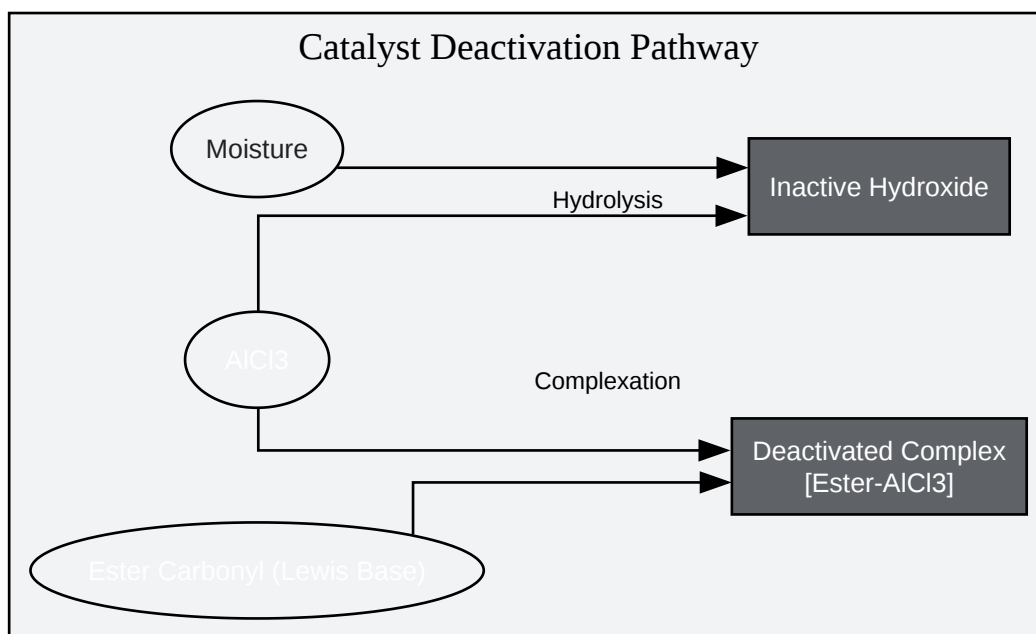 Catalyst Deactivation Pathway
Moisture
Inactive Hydroxide
Hydrolysis
AlCl3
Complexation
Deactivated Complex
[Ester-AlCl3]
Ester Carbonyl (Lewis Base)